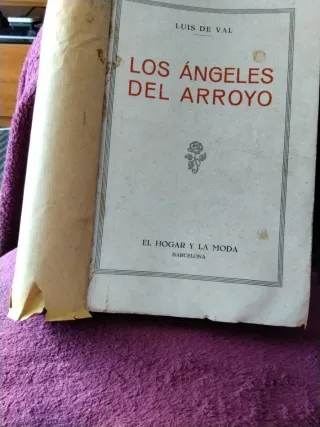 LUIS DE VAL
LOS ÁNGELES
DEL ARROYO
EL HOGAR Y LA MODA
BARCELONA